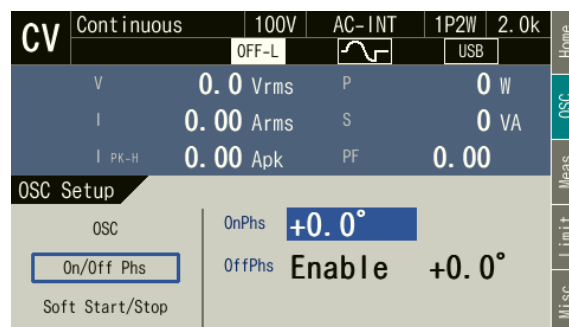 CV Continuous 100V AC-INT 1P2W 2.0k
OFF-L USB
V 0.0 Vrms P 0 W
I 0.00 Arms S 0 VA
I PK-H 0.00 Apk PF 0.00
OSC Setup
OSC
On/Off Phs
Soft Start/Stop
OnPhs +0.0°
OffPhs Enable +0.0°
Home
OSC
Meas
Limit
Misc